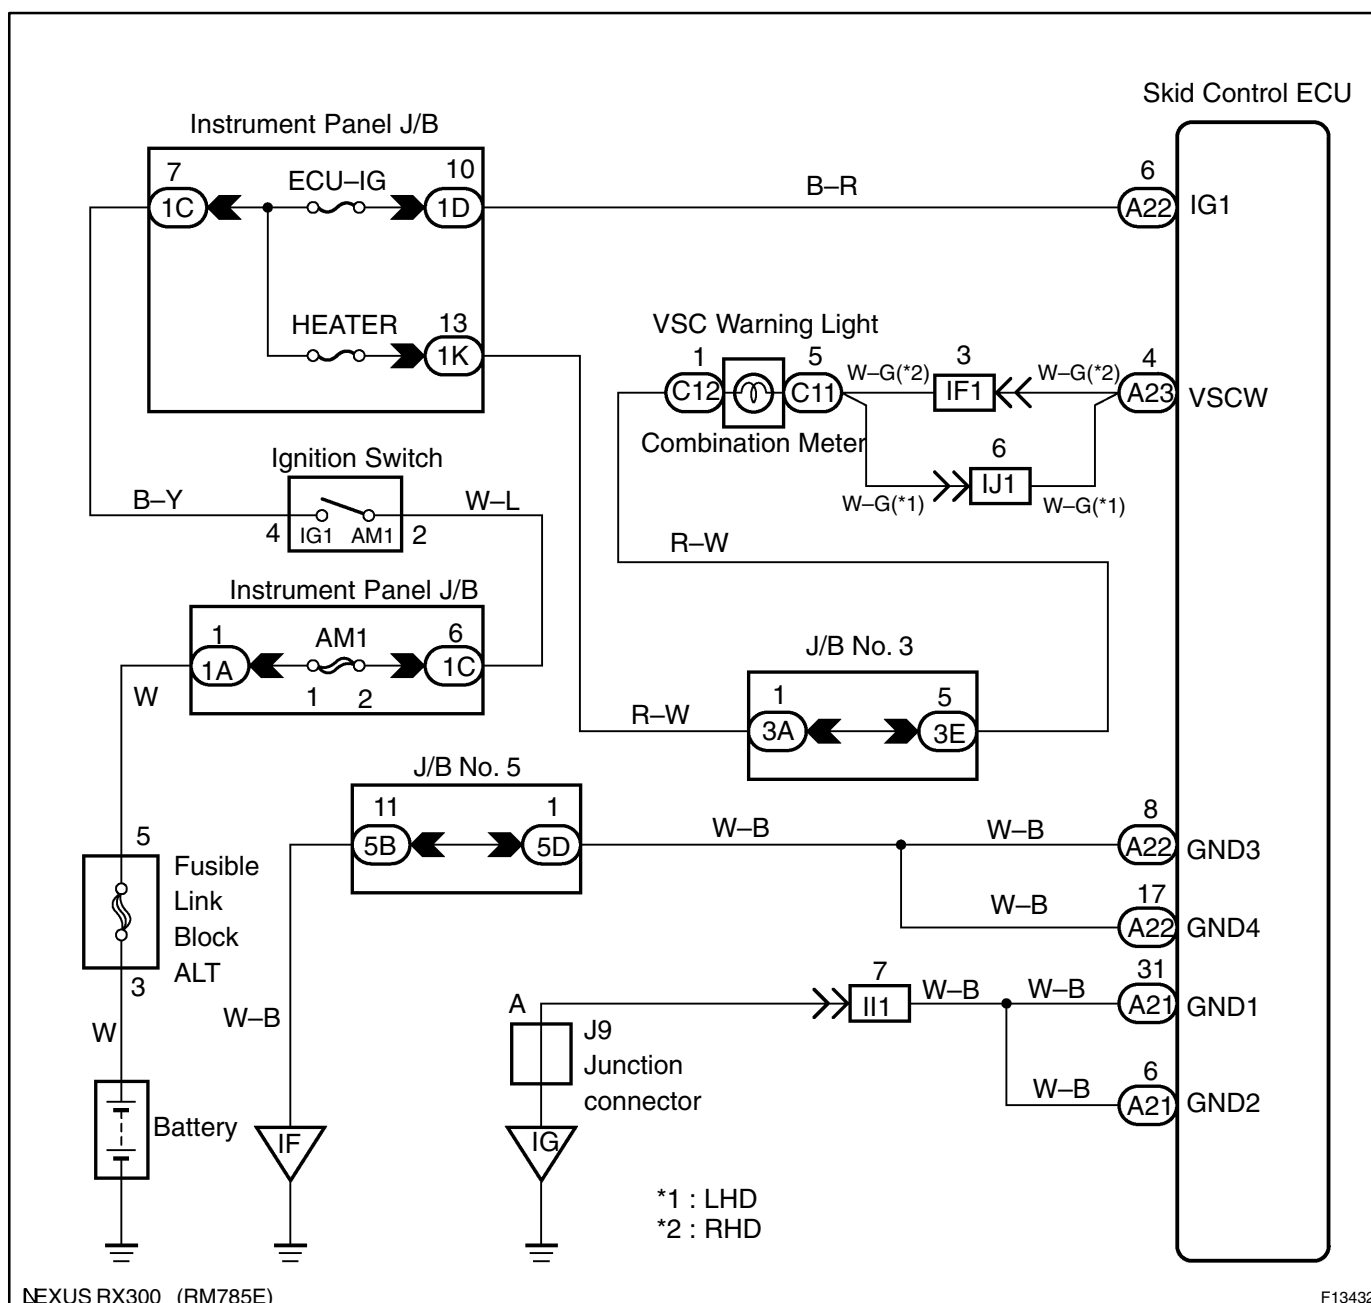 Skid Control ECU
Instrument Panel J/B
7
ECU–IG
10
1C
1D
B–R
6
A22
IG1
HEATER
13
1K
VSC Warning Light
1
5
C12
C11
W–G(*2)
3
IF1
W–G(*2)
4
A23
VSCW
Combination Meter
6
IJ1
W–G(*1)
W–G(*1)
Ignition Switch
B–Y
W–L
4
IG1
AM1
2
R–W
Instrument Panel J/B
1
AM1
6
1A
1C
1
2
W
J/B No. 3
1
5
3A
3E
R–W
J/B No. 5
11
1
5B
5D
W–B
W–B
8
A22
GND3
W–B
17
A22
GND4
5
Fusible
Link
Block
ALT
3
W
W–B
A
J9
Junction
connector
7
II1
W–B
W–B
31
A21
GND1
W–B
6
A21
GND2
Battery
IF
IG
*1 : LHD
*2 : RHD
LEXUS RX300 (RM785E)
F13432